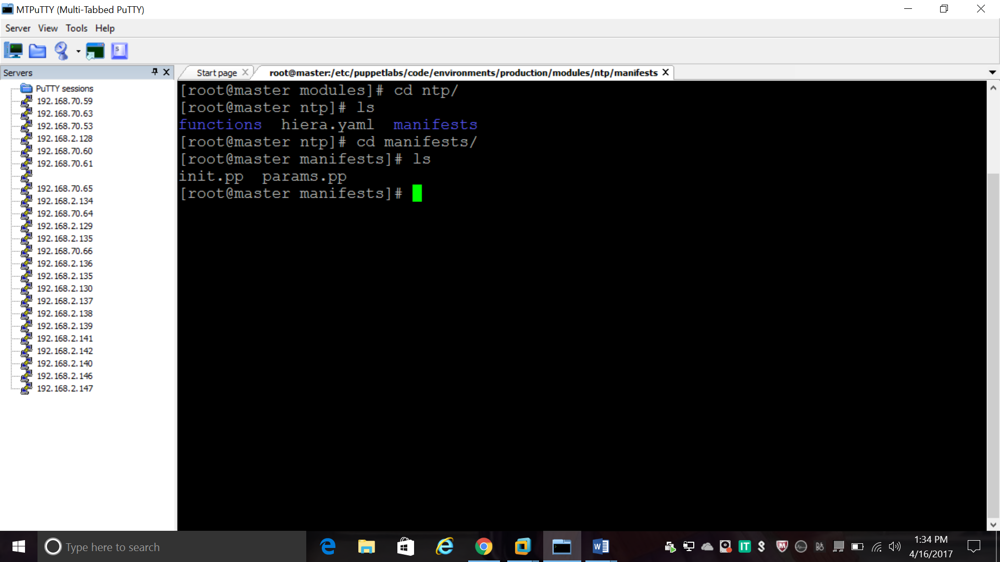 MTPuTTY (Multi-Tabbed PuTTY)
Server View Tools Help
Servers
PuTTY sessions
192.168.70.59
192.168.70.63
192.168.70.53
192.168.2.128
192.168.70.60
192.168.70.61
192.168.70.65
192.168.2.134
192.168.70.64
192.168.2.129
192.168.2.135
192.168.70.66
192.168.2.136
192.168.2.135
192.168.2.130
192.168.2.137
192.168.2.138
192.168.2.139
192.168.2.141
192.168.2.142
192.168.2.140
192.168.2.146
192.168.2.147
Start page root@master:/etc/puppetlabs/code/environments/production/modules/ntp/manifests
[root@master modules]# cd ntp/
[root@master ntp]# ls
functions hiera.yaml manifests
[root@master ntp]# cd manifests/
[root@master manifests]# ls
init.pp params.pp
[root@master manifests]#
Type here to search
1:34 PM
4/16/2017